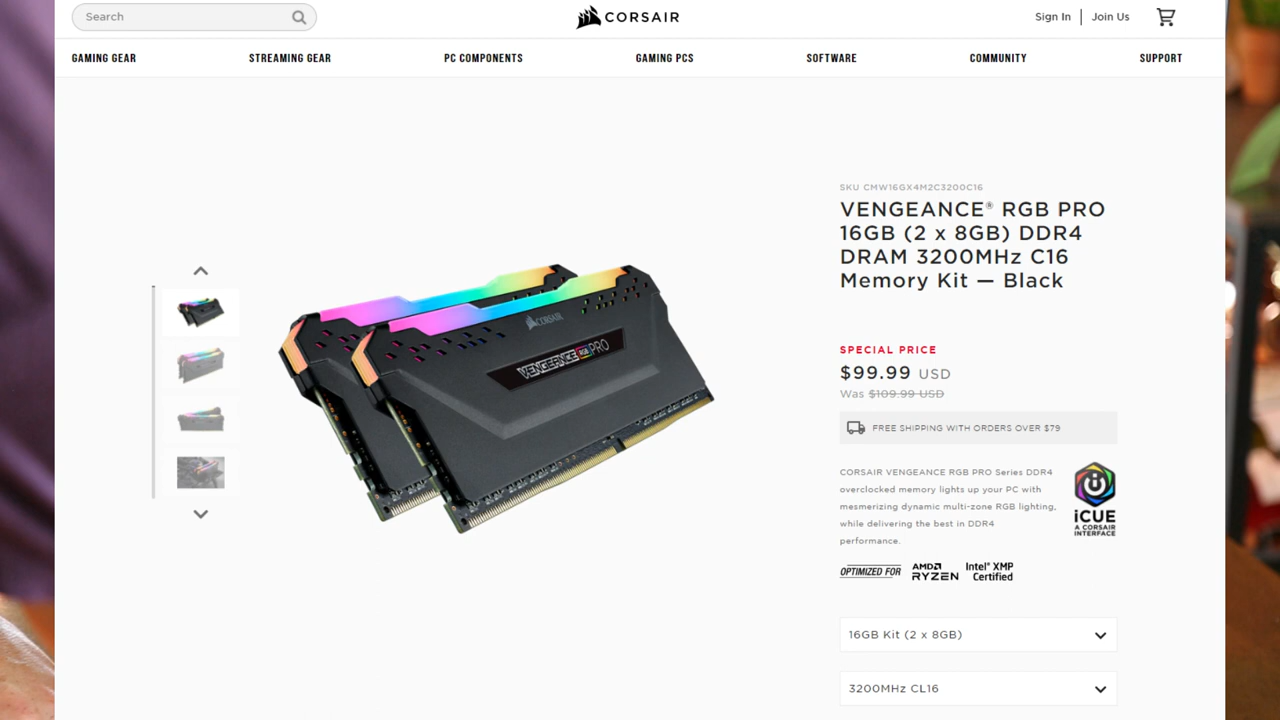 Search
CORSAIR
Sign In
Join Us
GAMING GEAR
STREAMING GEAR
PC COMPONENTS
GAMING PCS
SOFTWARE
COMMUNITY
SUPPORT
SKU CMW16GX4M2C3200C16
VENGEANCE® RGB PRO
16GB (2 x 8GB) DDR4
DRAM 3200MHz C16
Memory Kit — Black
CORSAIR
VENGEANCE RGB PRO
SPECIAL PRICE
$99.99 USD
Was $109.99 USD
FREE SHIPPING WITH ORDERS OVER $79
CORSAIR VENGEANCE RGB PRO Series DDR4
overclocked memory lights up your PC with
mesmerizing dynamic multi-zone RGB lighting,
while delivering the best in DDR4
performance.
iCUE
A CORSAIR
INTERFACE
OPTIMIZED FOR
AMD
RYZEN
Intel® XMP
Certified
16GB Kit (2 x 8GB)
3200MHz CL16